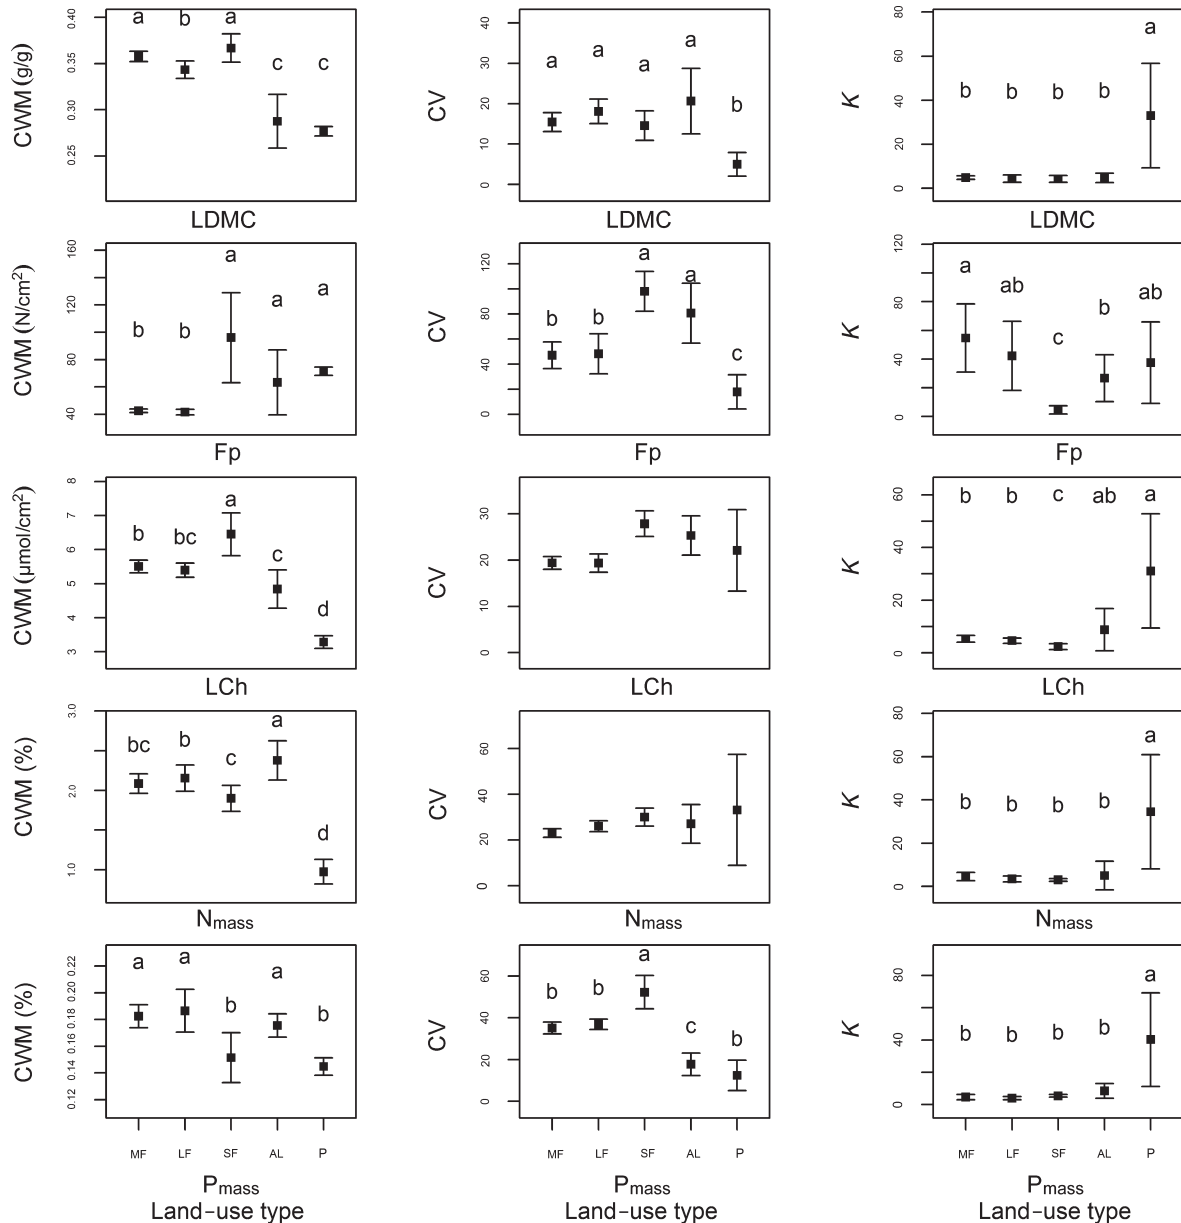 CWM (g/g)
0.40
0.35
0.30
0.25
a b a c c
LDMC
CV
40
30
20
10
0
a a a a b
LDMC
K
80
60
40
20
0
b b b b a
LDMC
CWM (N/cm²)
160
120
80
40
b b a a a
Fp
CV
120
80
40
0
b b a a c
Fp
K
120
80
40
0
a ab c b ab
Fp
CWM (µmol/cm²)
8
7
6
5
4
3
b bc a c d
LCh
CV
30
20
10
0
LCh
K
60
40
20
0
b b c ab a
LCh
CWM (%)
3.0
2.0
1.0
bc b c a d
Nmass
CV
60
40
20
0
Nmass
K
80
60
40
20
0
b b b b a
Nmass
CWM (%)
0.22
0.20
0.18
0.16
0.14
0.12
a a b a b
MF LF SF AL P
Pmass
Land-use type
CV
60
40
20
0
b b a c b
MF LF SF AL P
Pmass
Land-use type
K
80
40
0
b b b b a
MF LF SF AL P
Pmass
Land-use type